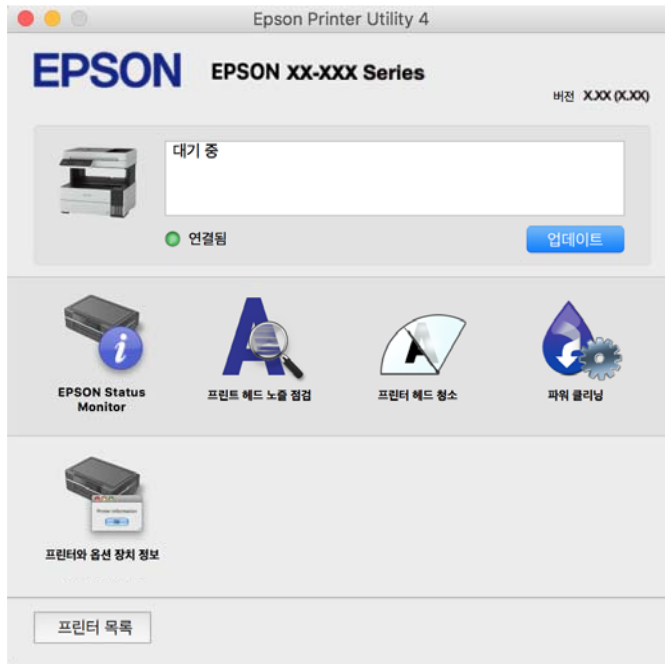 Epson Printer Utility 4
EPSON
EPSON XX-XXX Series
버전 X.XX (X.XX)
대기 중
연결됨
업데이트
EPSON Status
Monitor
프린트 헤드 노즐 점검
프린터 헤드 청소
파워 클리닝
Printer Information
OK
프린터와 옵션 장치 정보
프린터 목록